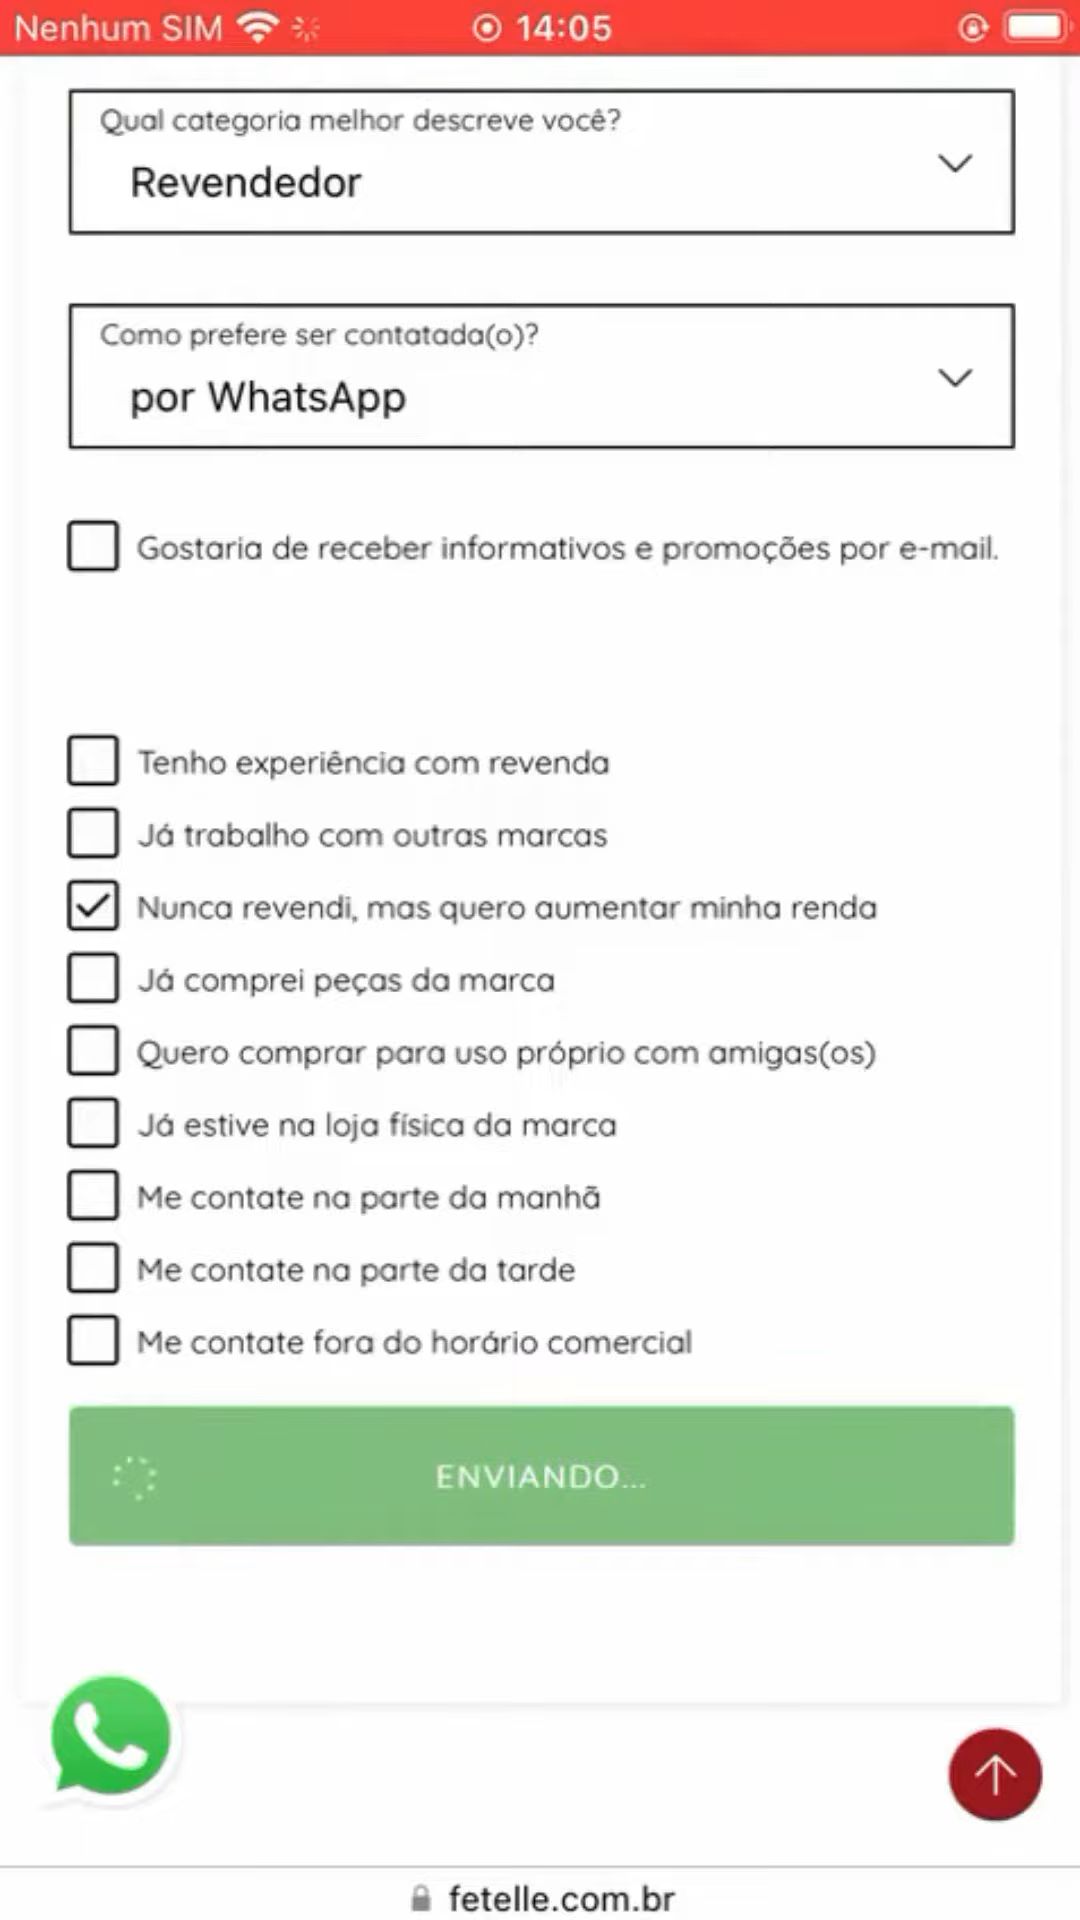 Nenhum SIM 14:05
Qual categoria melhor descreve você?
Revendedor
Como prefere ser contatada(o)?
por WhatsApp
Gostaria de receber informativos e promoções por e-mail.
Tenho experiência com revenda
Já trabalho com outras marcas
Nunca revendi, mas quero aumentar minha renda
Já comprei peças da marca
Quero comprar para uso próprio com amigas(os)
Já estive na loja física da marca
Me contate na parte da manhã
Me contate na parte da tarde
Me contate fora do horário comercial
ENVIANDO...
fetelle.com.br